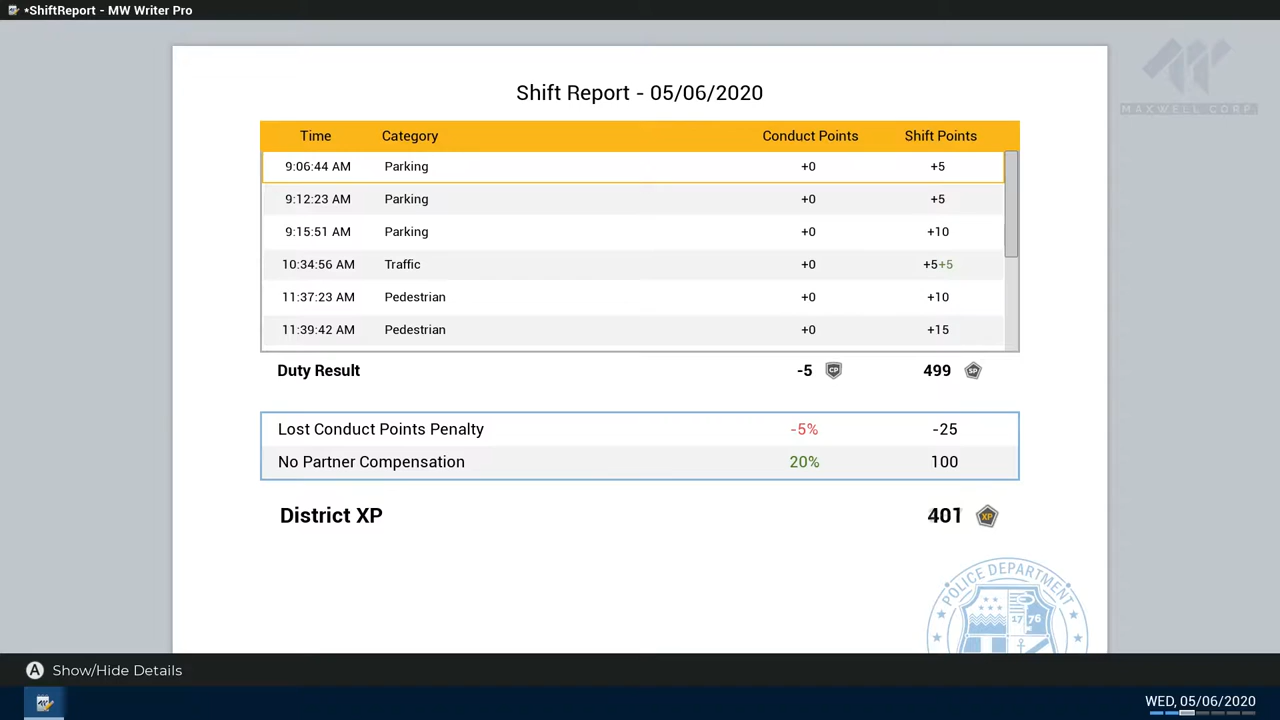 *ShiftReport - MW Writer Pro
MAXWELL CORP.
Shift Report - 05/06/2020
Time Category Conduct Points Shift Points
9:06:44 AM Parking +0 +5
9:12:23 AM Parking +0 +5
9:15:51 AM Parking +0 +10
10:34:56 AM Traffic +0 +5+5
11:37:23 AM Pedestrian +0 +10
11:39:42 AM Pedestrian +0 +15
Duty Result -5 CP 499 SP
Lost Conduct Points Penalty -5% -25
No Partner Compensation 20% 100
District XP 401 XP
POLICE DEPARTMENT
1776
A Show/Hide Details
WED, 05/06/2020